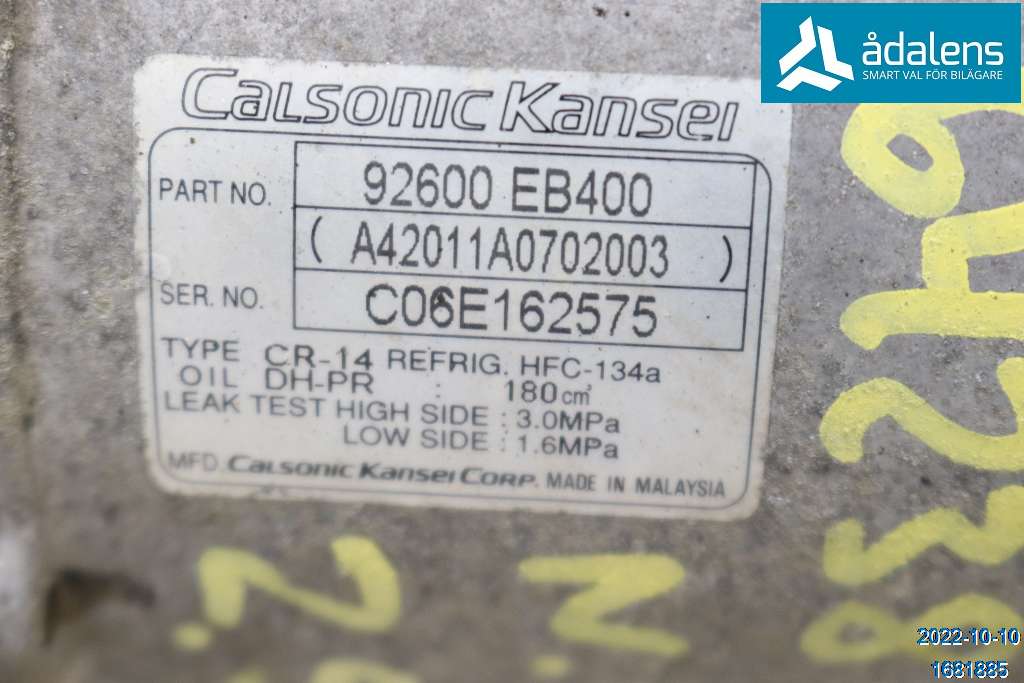 ådalens
SMART VAL FÖR BILÄGARE
Calsonic Kansei
PART NO. 92600 EB400
( A42011A0702003 )
SER. NO. C06E162575
TYPE CR-14 REFRIG. HFC-134a
OIL DH-PR : 180cm³
LEAK TEST HIGH SIDE : 3.0MPa
LOW SIDE : 1.6MPa
MFD. Calsonic Kansei Corp. MADE IN MALAYSIA
2022-10-10
1681885